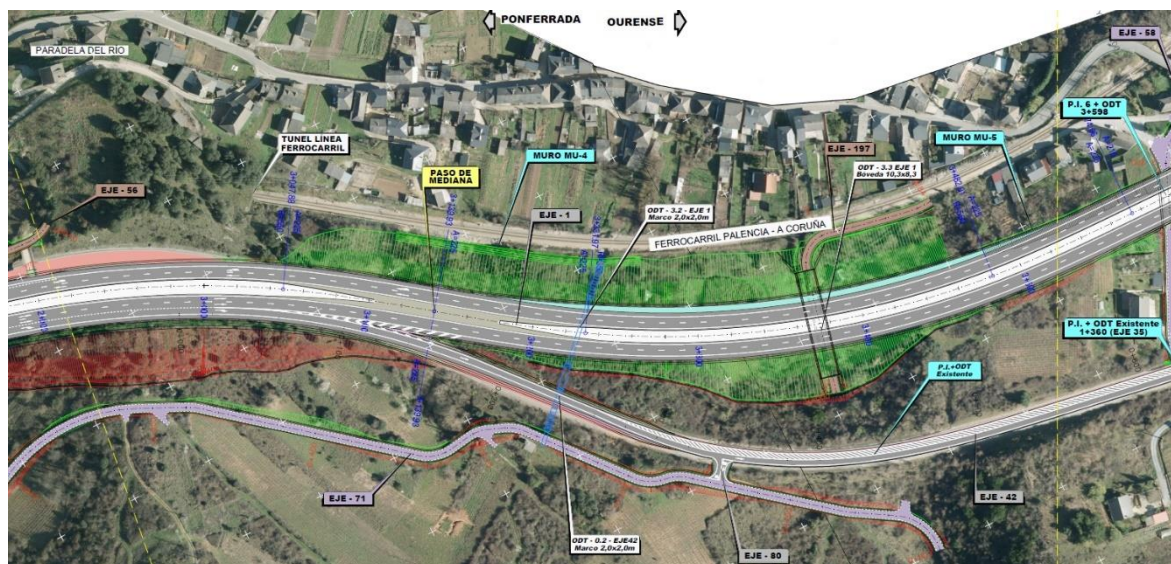 PONFERRADA
OURENSE
PARADELA DEL RÍO
EJE - 58
P.I. 6 + ODT
3+598
TUNEL LÍNEA
FERROCARRIL
MURO MU-4
EJE - 197
MURO MU-5
PASO DE
MEDIANA
ODT - 3.3 EJE 1
Boveda 10,3x8,3
EJE - 56
EJE - 1
ODT - 3.2 - EJE 1
Marco 2,0x2,0m
FERROCARRIL PALENCIA - A CORUÑA
P.I. + ODT Existente
1+360 (EJE 35)
P.I.+ODT
Existente
EJE - 71
EJE - 42
ODT - 0.2 - EJE42
Marco 2,0x2,0m
EJE - 80